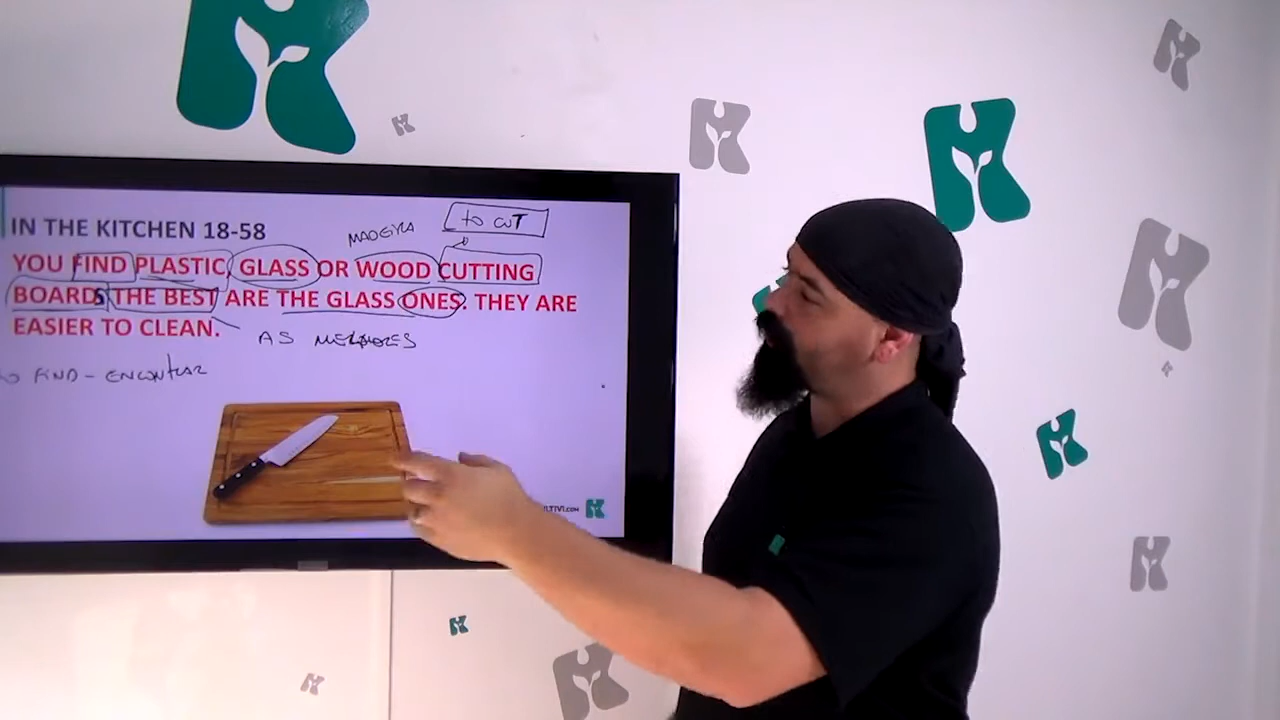 IN THE KITCHEN 18-58
MADEIRA
to cuT
YOU FIND PLASTIC, GLASS OR WOOD CUTTING
BOARDS THE BEST ARE THE GLASS ONES. THEY ARE
EASIER TO CLEAN.
AS MELHORES
FIND - ENCONTRAR